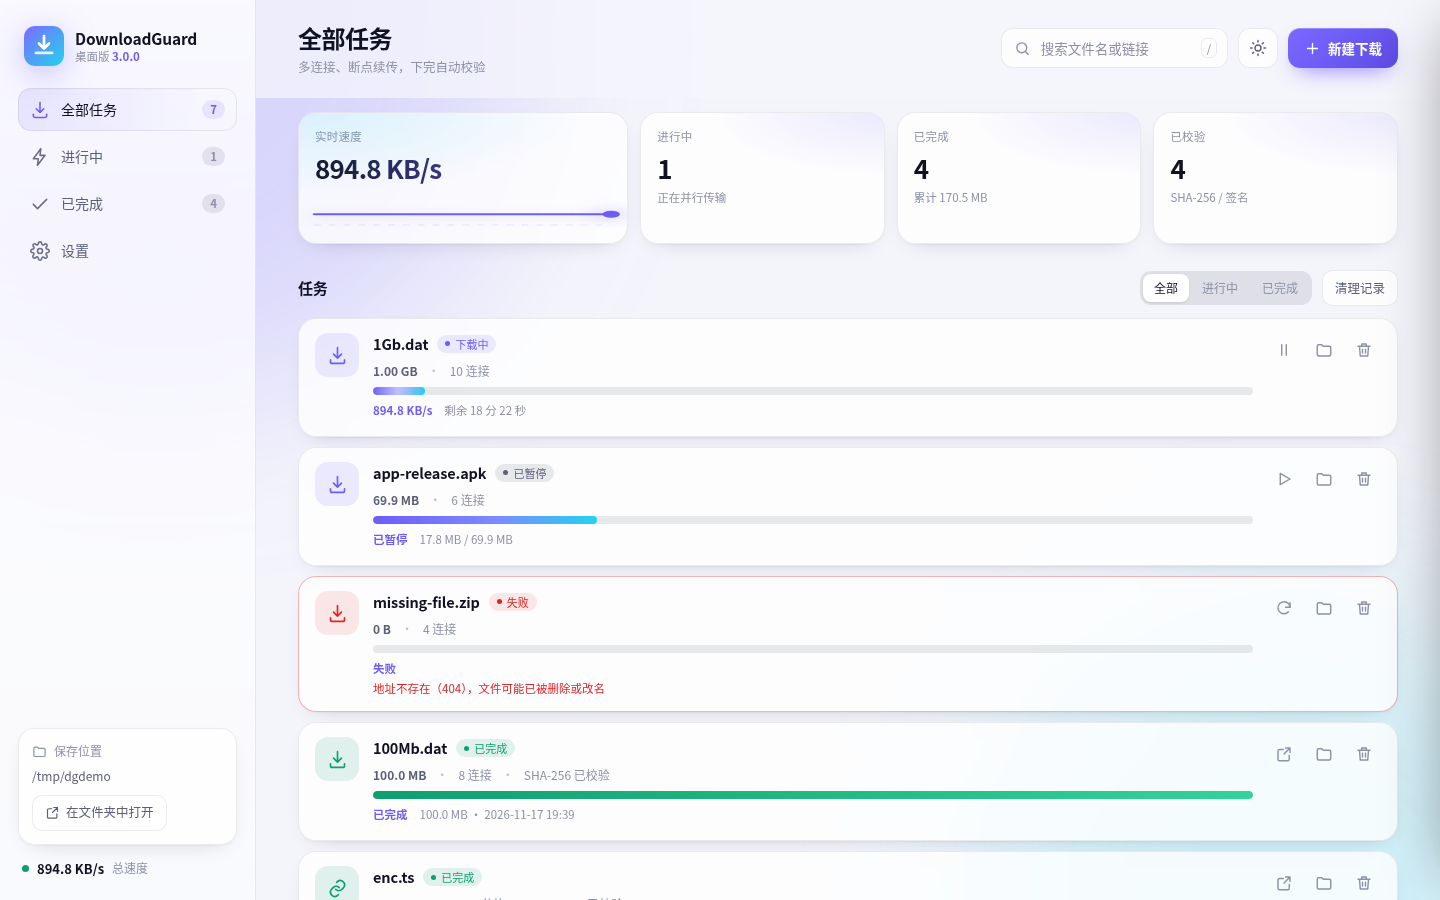 DownloadGuard
桌面版 3.0.0
全部任务 7
进行中 1
已完成 4
设置
保存位置
/tmp/dgdemo
在文件夹中打开
894.8 KB/s 总速度
全部任务
多连接、断点续传，下完自动校验
搜索文件名或链接 /
新建下载
实时速度
894.8 KB/s
进行中
1
正在并行传输
已完成
4
累计 170.5 MB
已校验
4
SHA-256 / 签名
任务
全部 进行中 已完成 清理记录
1Gb.dat 下载中
1.00 GB • 10 连接
894.8 KB/s 剩余 18 分 22 秒
app-release.apk 已暂停
69.9 MB • 6 连接
已暂停 17.8 MB / 69.9 MB
missing-file.zip 失败
0 B • 4 连接
失败
地址不存在（404），文件可能已被删除或改名
100Mb.dat 已完成
100.0 MB • 8 连接 • SHA-256 已校验
已完成 100.0 MB • 2026-11-17 19:39
enc.ts 已完成